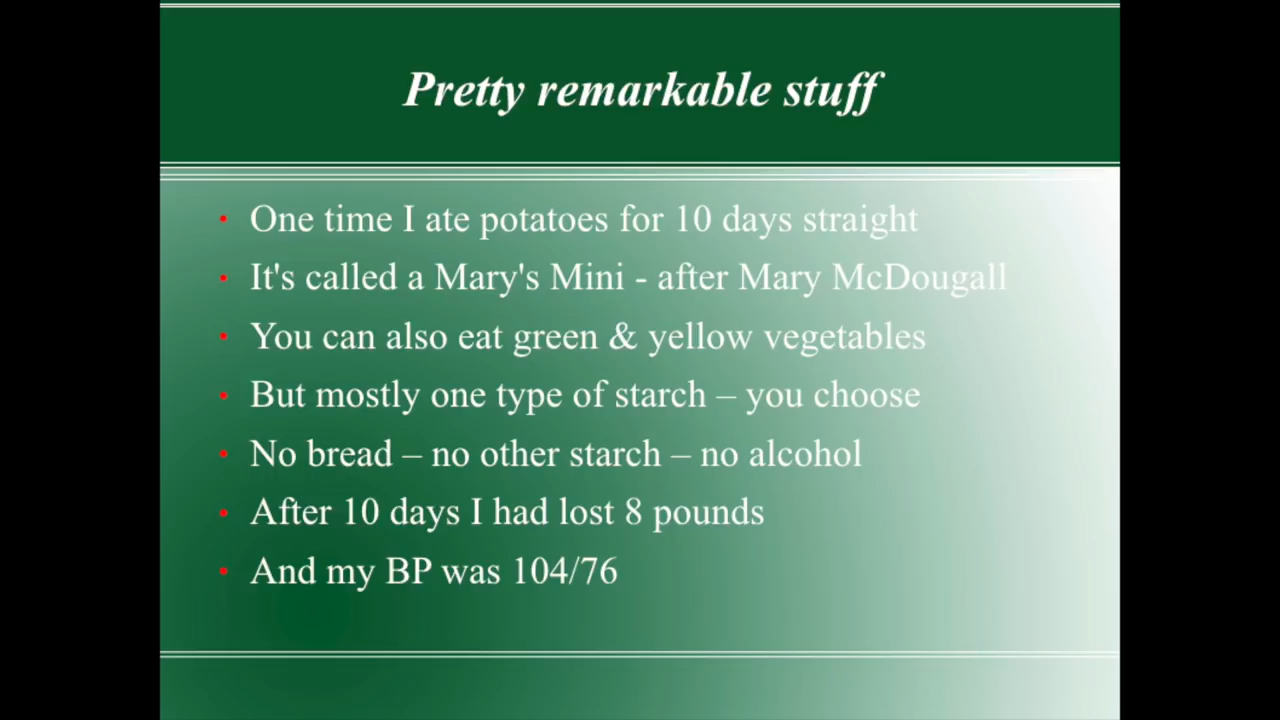 Pretty remarkable stuff
• One time I ate potatoes for 10 days straight
• It's called a Mary's Mini - after Mary McDougall
• You can also eat green & yellow vegetables
• But mostly one type of starch – you choose
• No bread – no other starch – no alcohol
• After 10 days I had lost 8 pounds
• And my BP was 104/76